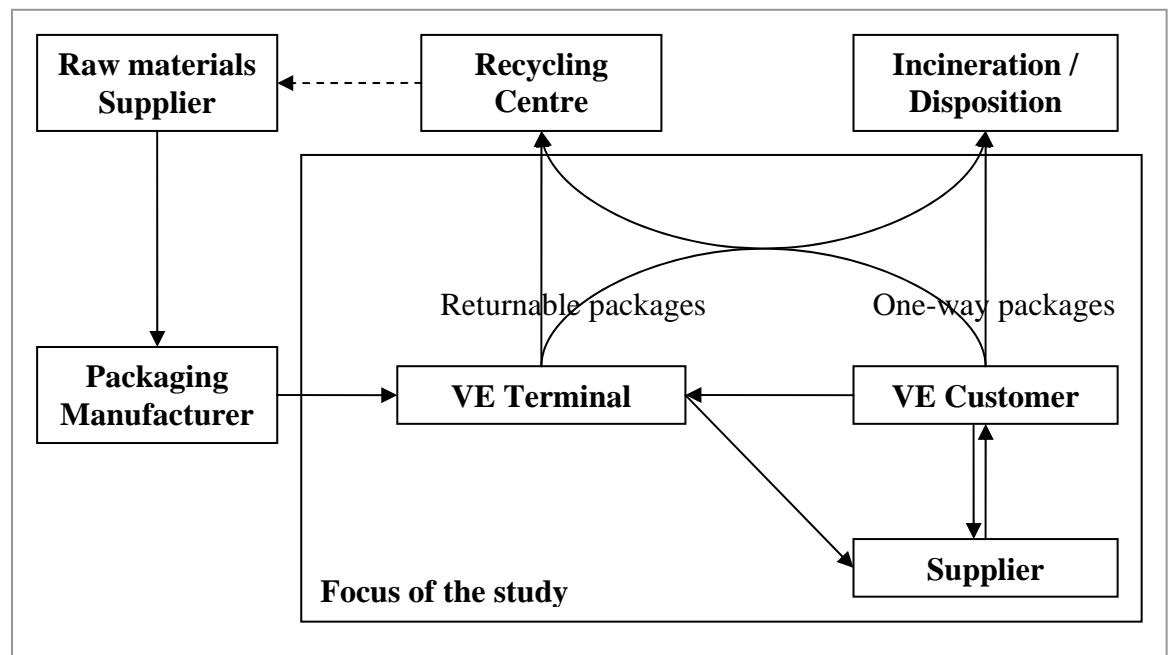 Raw materials
Supplier
Recycling
Centre
Incineration /
Disposition
Returnable packages
One-way packages
Packaging
Manufacturer
VE Terminal
VE Customer
Supplier
Focus of the study